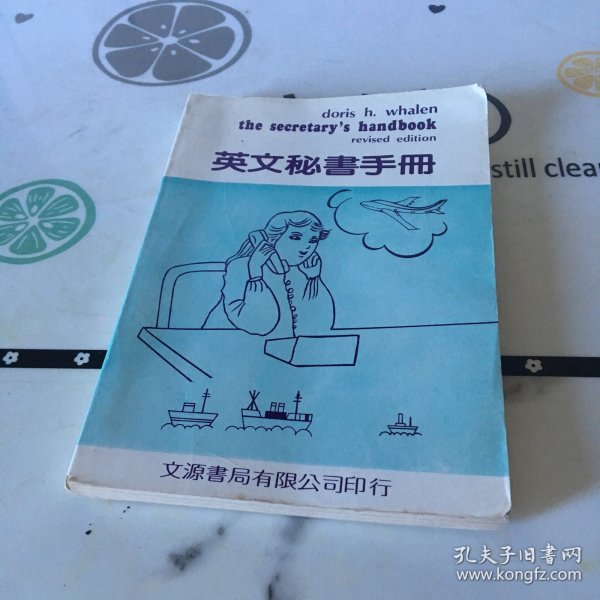 doris h. whalen
the secretary's handbook
revised edition
英文秘書手冊
still clear
文源書局有限公司印行
孔夫子旧书网
www.kongfz.com